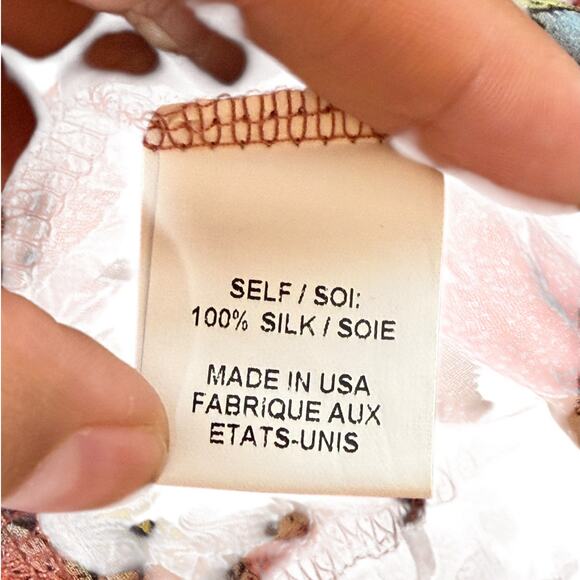 SELF / SOI:
100% SILK / SOIE
MADE IN USA
FABRIQUE AUX
ETATS-UNIS